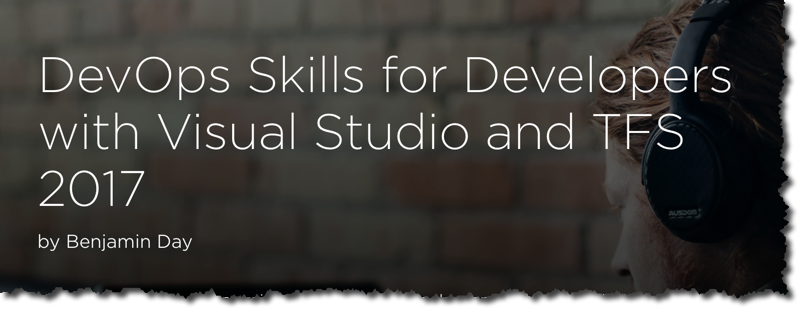 DevOps Skills for Developers
with Visual Studio and TFS
2017
by Benjamin Day